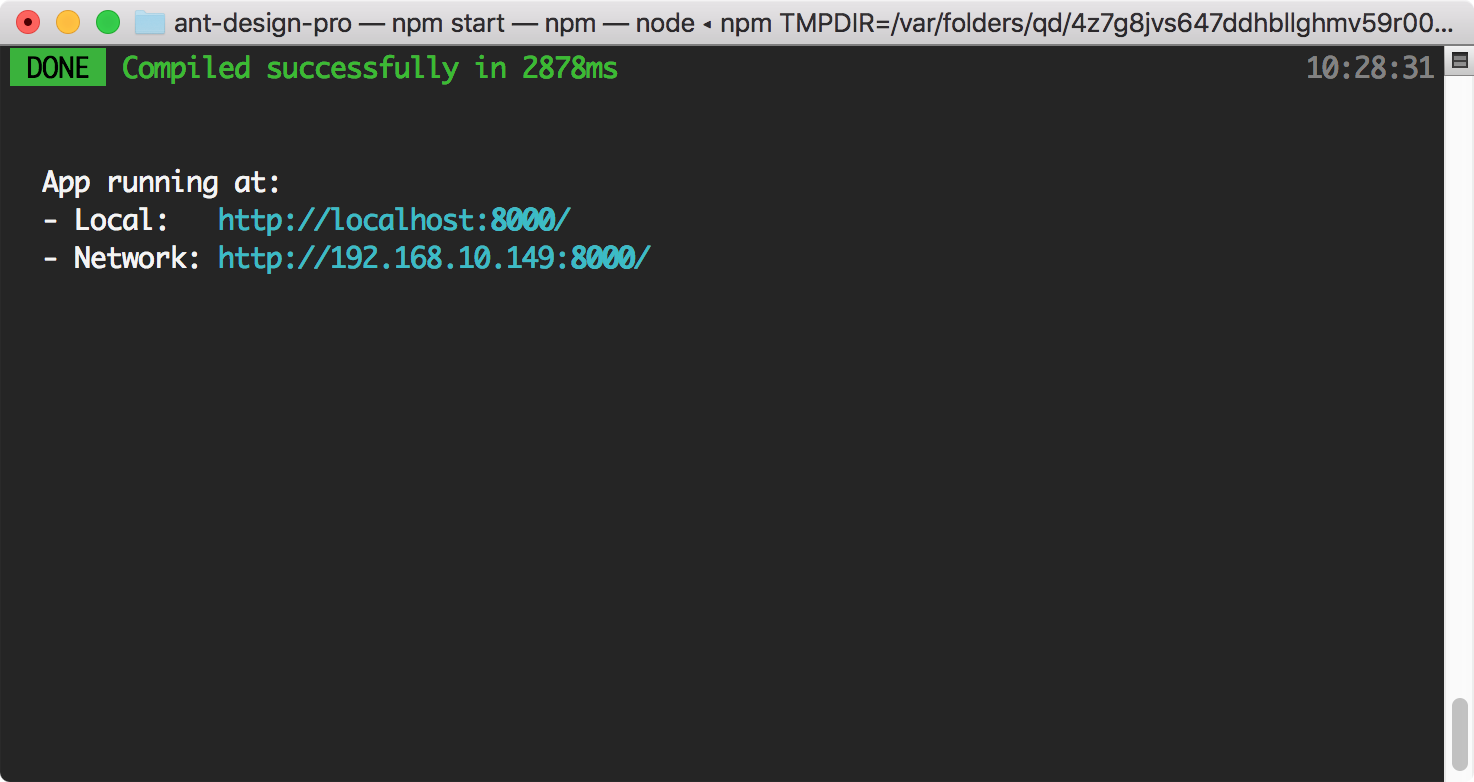 ant-design-pro — npm start — npm — node ◂ npm TMPDIR=/var/folders/qd/4z7g8jvs647ddhbllghmv59r00...
DONE Compiled successfully in 2878ms 10:28:31
App running at:
- Local: http://localhost:8000/
- Network: http://192.168.10.149:8000/